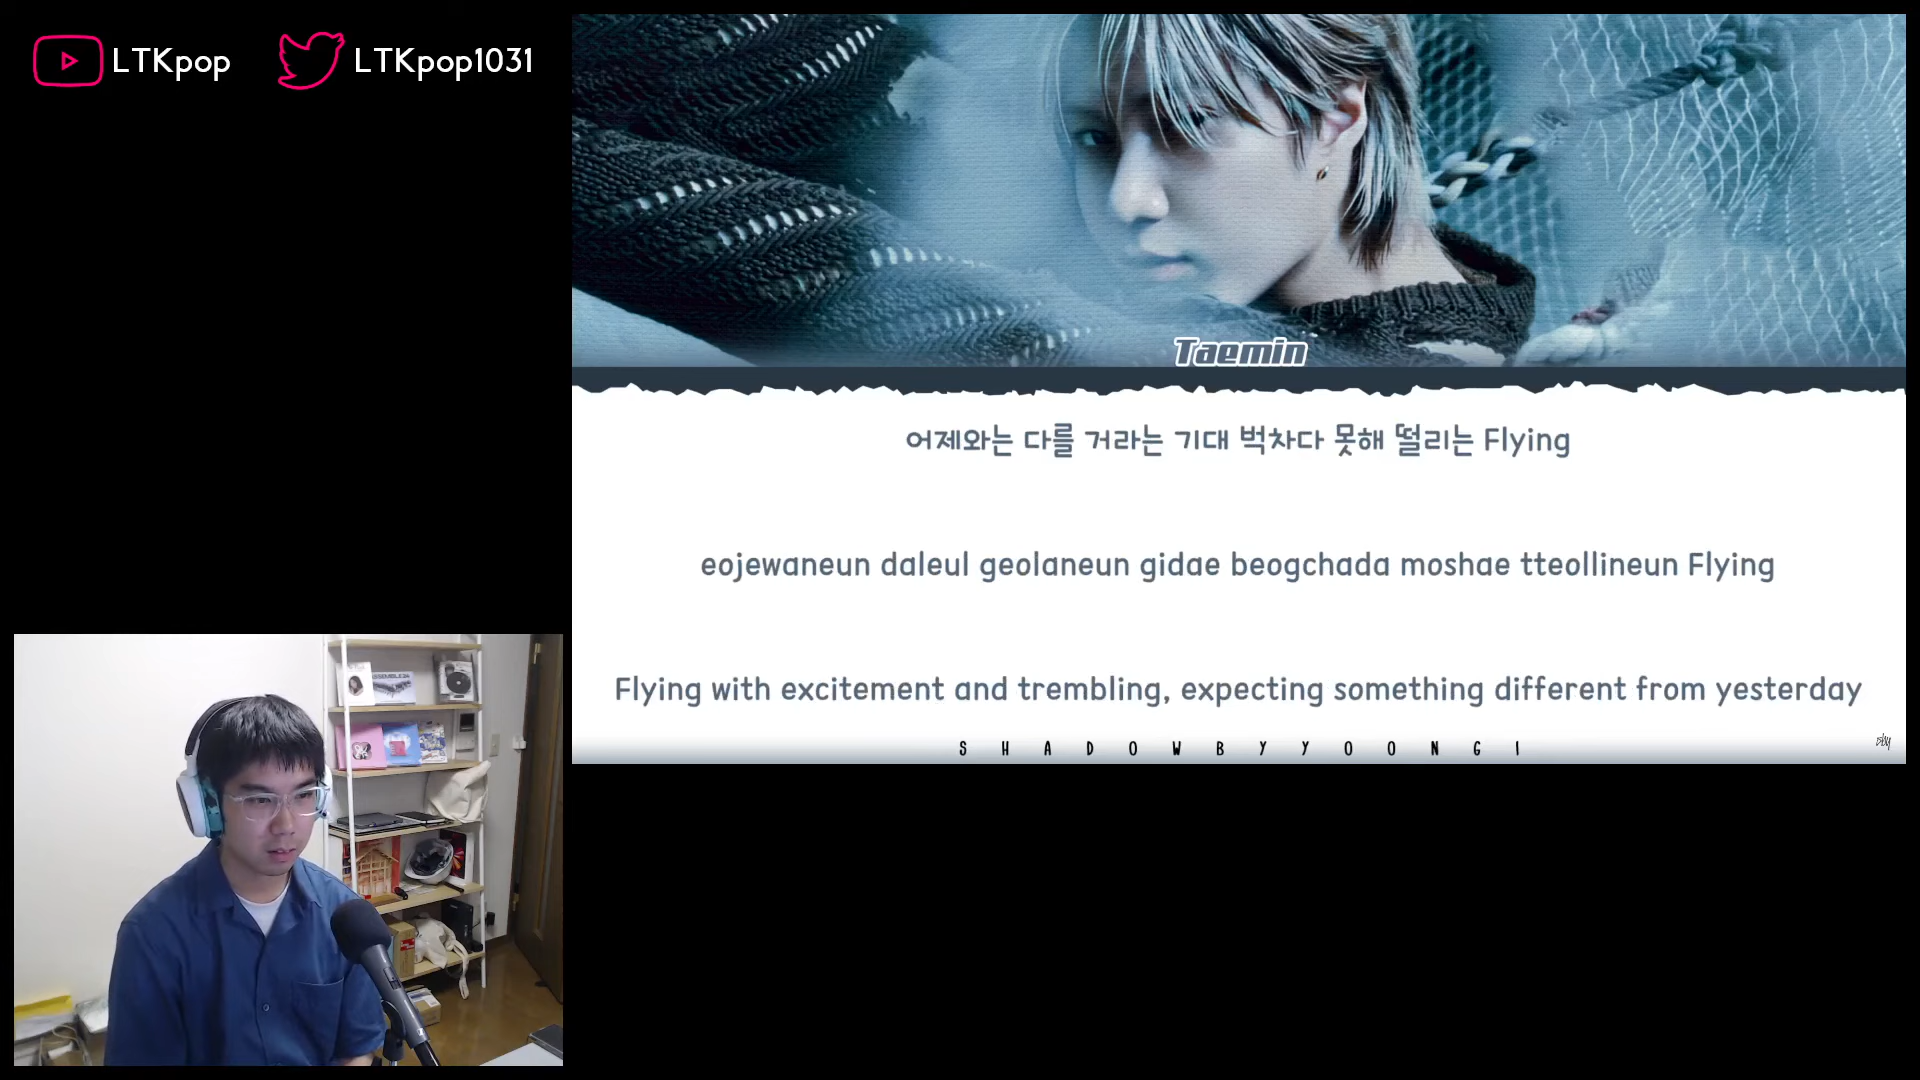 LTKpop
LTKpop1031
Taemin
어제와는 다를 거라는 기대 벅차다 못해 떨리는 Flying
eojewaneun daleul geolaneun gidae beogchada moshae tteollineun Flying
Flying with excitement and trembling, expecting something different from yesterday
SHADOWBYYOONGI